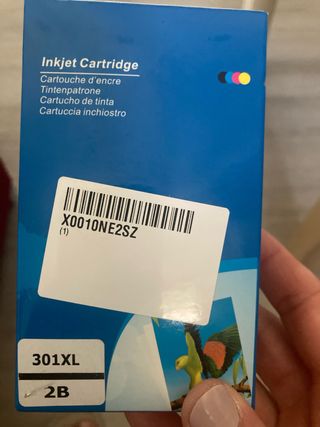 Inkjet Cartridge
Cartouche d'encre
Tintenpatrone
Cartucho de tinta
Cartuccia inchiostro
X0010NE2SZ
(1)
301XL
2B